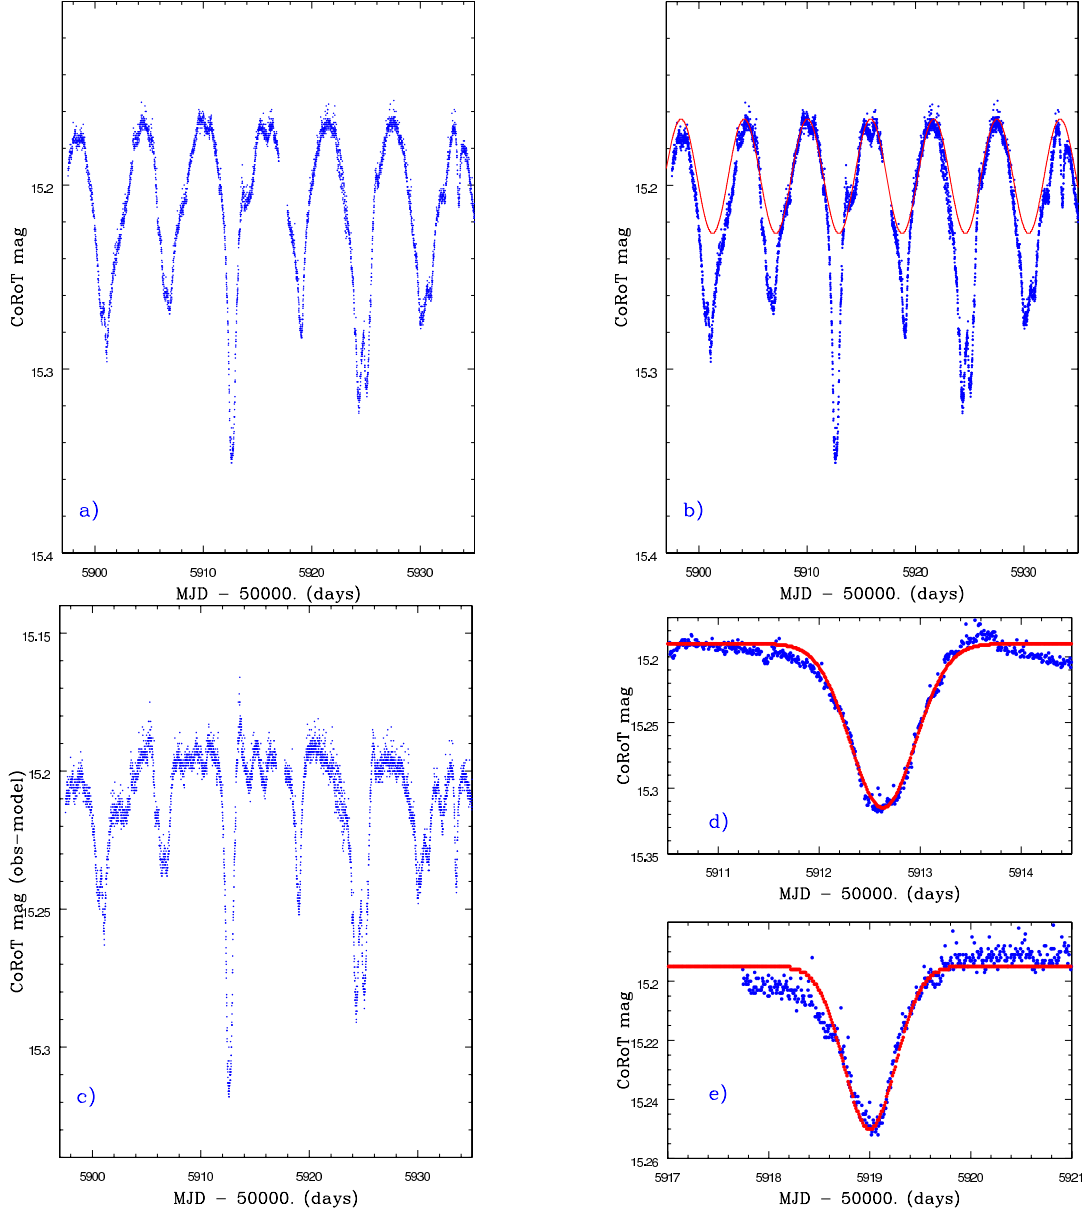 15.2
15.3
15.4
CoRoT mag
a)
5900 5910 5920 5930
MJD - 50000. (days)
15.2
15.3
15.4
CoRoT mag
b)
5900 5910 5920 5930
MJD - 50000. (days)
15.15
15.2
15.25
15.3
CoRoT mag (obs-model)
c)
5900 5910 5920 5930
MJD - 50000. (days)
15.2
15.25
15.3
15.35
CoRoT mag
d)
5911 5912 5913 5914
MJD - 50000. (days)
15.2
15.22
15.24
15.26
CoRoT mag
e)
5917 5918 5919 5920 5921
MJD - 50000. (days)